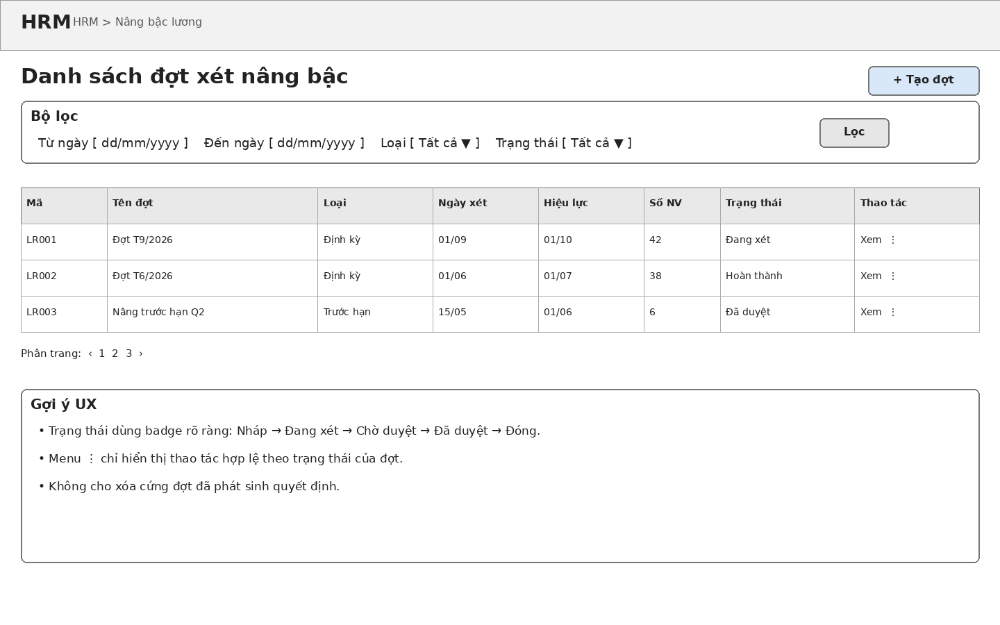 HRM HRM > Nâng bậc lương
Danh sách đợt xét nâng bậc
+ Tạo đợt
Bộ lọc
Từ ngày [ dd/mm/yyyy ] Đến ngày [ dd/mm/yyyy ] Loại [ Tất cả ▼ ] Trạng thái [ Tất cả ▼ ]
Lọc
Mã Tên đợt Loại Ngày xét Hiệu lực Số NV Trạng thái Thao tác
LR001 Đợt T9/2026 Định kỳ 01/09 01/10 42 Đang xét Xem ⋮
LR002 Đợt T6/2026 Định kỳ 01/06 01/07 38 Hoàn thành Xem ⋮
LR003 Nâng trước hạn Q2 Trước hạn 15/05 01/06 6 Đã duyệt Xem ⋮
Phân trang: ‹ 1 2 3 ›
Gợi ý UX
• Trạng thái dùng badge rõ ràng: Nháp → Đang xét → Chờ duyệt → Đã duyệt → Đóng.
• Menu ⋮ chỉ hiển thị thao tác hợp lệ theo trạng thái của đợt.
• Không cho xóa cứng đợt đã phát sinh quyết định.